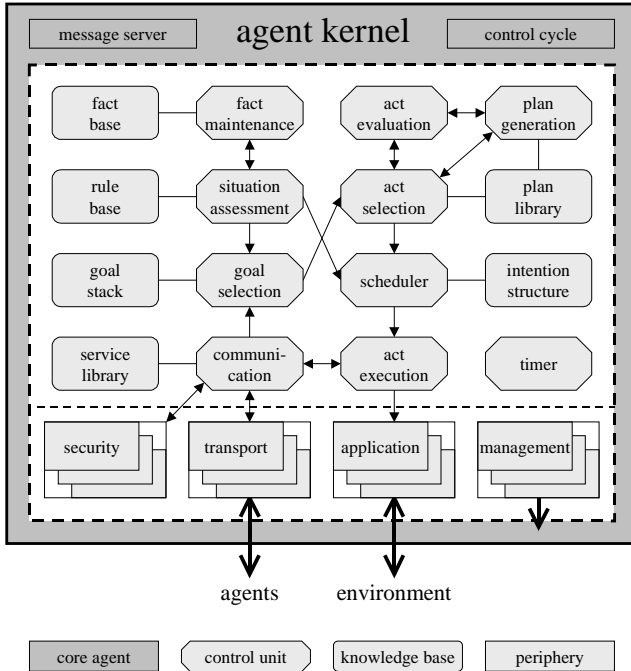 agent kernel
message server
control cycle
fact
base
fact
maintenance
act
evaluation
plan
generation
rule
base
situation
assessment
act
selection
plan
library
goal
stack
goal
selection
scheduler
intention
structure
service
library
communi-
cation
act
execution
timer
security
transport
application
management
agents
environment
core agent
control unit
knowledge base
periphery